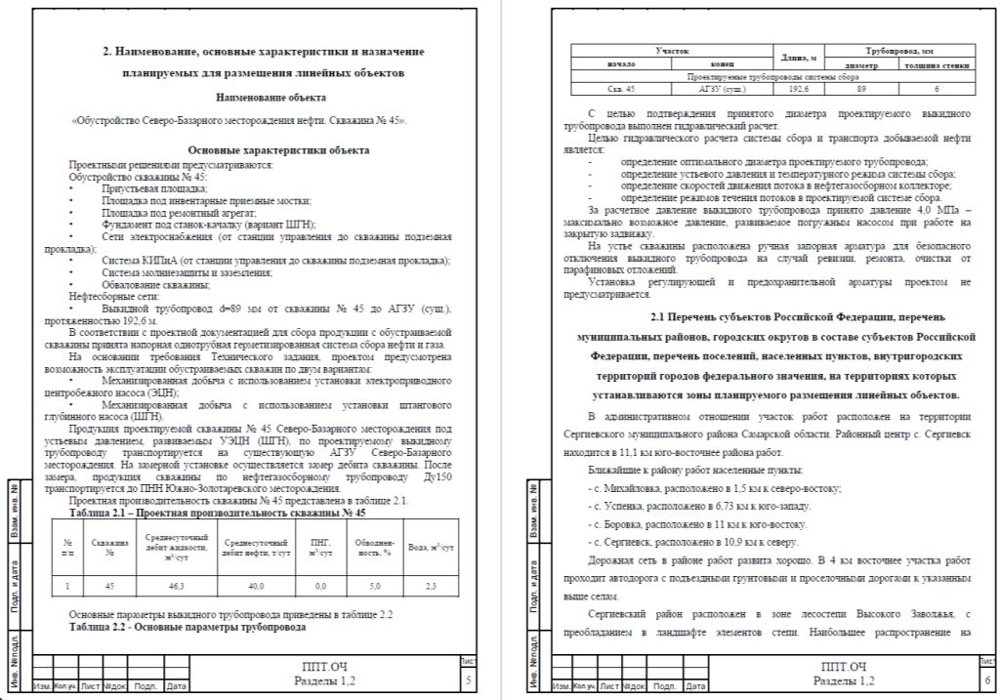 2. Наименование, основные характеристики и назначение
планируемых для размещения линейных объектов
Наименование объекта
«Обустройство Северо-Базарного месторождения нефти. Скважина № 45».
Основные характеристики объекта
Проектными решениями предусматриваются:
Обустройство скважины № 45:
• Приустьевая площадка;
• Площадка под инвентарные приемные мостки;
• Площадка под ремонтный агрегат;
• Фундамент под станок-качалку (вариант ШГН);
• Сети электроснабжения (от станции управления до скважины подземная
прокладка);
• Система КИПиА (от станции управления до скважины подземная прокладка);
• Система молниезащиты и заземления;
• Обвалование скважины;
Нефтесборные сети:
• Выкидной трубопровод d=89 мм от скважины № 45 до АГЗУ (сущ.),
протяженностью 192,6 м.
В соответствии с проектной документацией для сбора продукции с обустраиваемой
скважины принята напорная однотрубная герметизированная система сбора нефти и газа.
На основании требования Технического задания, проектом предусмотрена
возможность эксплуатации обустраиваемых скважин по двум вариантам:
• Механизированная добыча с использованием установки электроприводного
центробежного насоса (ЭЦН);
• Механизированная добыча с использованием установки штангового
глубинного насоса (ШГН).
Продукция проектируемой скважины № 45 Северо-Базарного месторождения под
устьевым давлением, развиваемым УЭЦН (ШГН), по проектируемому выкидному
трубопроводу транспортируется на существующую АГЗУ Северо-Базарного
месторождения. На замерной установке осуществляется замер дебита скважины. После
замера, продукция скважины по нефтегазосборному трубопроводу Ду150
транспортируется до ПНН Южно-Золотаревского месторождения.
Проектная производительность скважины № 45 представлена в таблице 2.1.
Таблица 2.1 – Проектная производительность скважины № 45
№ п/п Скважина № Среднесуточный дебит жидкости, м³/сут Среднесуточный дебит нефти, т/сут ПНГ, м³/сут Обводнен-ность, % Вода, м³/сут
1 45 46,3 40,0 0,0 5,0 2,3
Основные параметры выкидного трубопровода приведены в таблице 2.2
Таблица 2.2 - Основные параметры трубопровода
Взам. инв. №
Подп. и дата
Инв. № подл.
Изм. Кол.уч. Лист №док Подп. Дата
ППТ.ОЧ
Разделы 1,2
Лист
5
Участок Длина, м Трубопровод, мм
начало конец диаметр толщина стенки
Проектируемые трубопроводы системы сбора
Скв. 45 АГЗУ (сущ.) 192,6 89 6
С целью подтверждения принятого диаметра проектируемого выкидного
трубопровода выполнен гидравлический расчет.
Целью гидравлического расчета системы сбора и транспорта добываемой нефти
является:
- определение оптимального диаметра проектируемого трубопровода;
- определение устьевого давления и температурного режима системы сбора;
- определение скоростей движения потока в нефтегазосборном коллекторе;
- определение режимов течения потоков в проектируемой системе сбора.
За расчетное давление выкидного трубопровода принято давление 4,0 МПа –
максимально возможное давление, развиваемое погружным насосом при работе на
закрытую задвижку.
На устье скважины расположена ручная запорная арматура для безопасного
отключения выкидного трубопровода на случай ревизии, ремонта, очистки от
парафиновых отложений.
Установка регулирующей и предохранительной арматуры проектом не
предусматривается.
2.1 Перечень субъектов Российской Федерации, перечень
муниципальных районов, городских округов в составе субъектов Российской
Федерации, перечень поселений, населенных пунктов, внутригородских
территорий городов федерального значения, на территориях которых
устанавливаются зоны планируемого размещения линейных объектов.
В административном отношении участок работ расположен на территории
Сергиевского муниципального района Самарской области. Районный центр с. Сергиевск
находится в 11,1 км юго-восточнее района работ.
Ближайшие к району работ населенные пункты:
- с. Михайловка, расположено в 1,5 км к северо-востоку;
- с. Успенка, расположено в 6,73 км к юго-западу.
- с. Боровка, расположено в 11 км к юго-востоку.
- с. Сергиевск, расположено в 10,9 км к северу.
Дорожная сеть в районе работ развита хорошо. В 4 км восточнее участка работ
проходит автодорога с подъездными грунтовыми и проселочными дорогами к указанным
выше селам.
Сергиевский район расположен в зоне лесостепи Высокого Заволжья, с
преобладанием в ландшафте элементов степи. Наибольшее распространение на
Взам. инв. №
Подп. и дата
Инв. № подл.
Изм. Кол.уч. Лист №док Подп. Дата
ППТ.ОЧ
Разделы 1,2
Лист
6